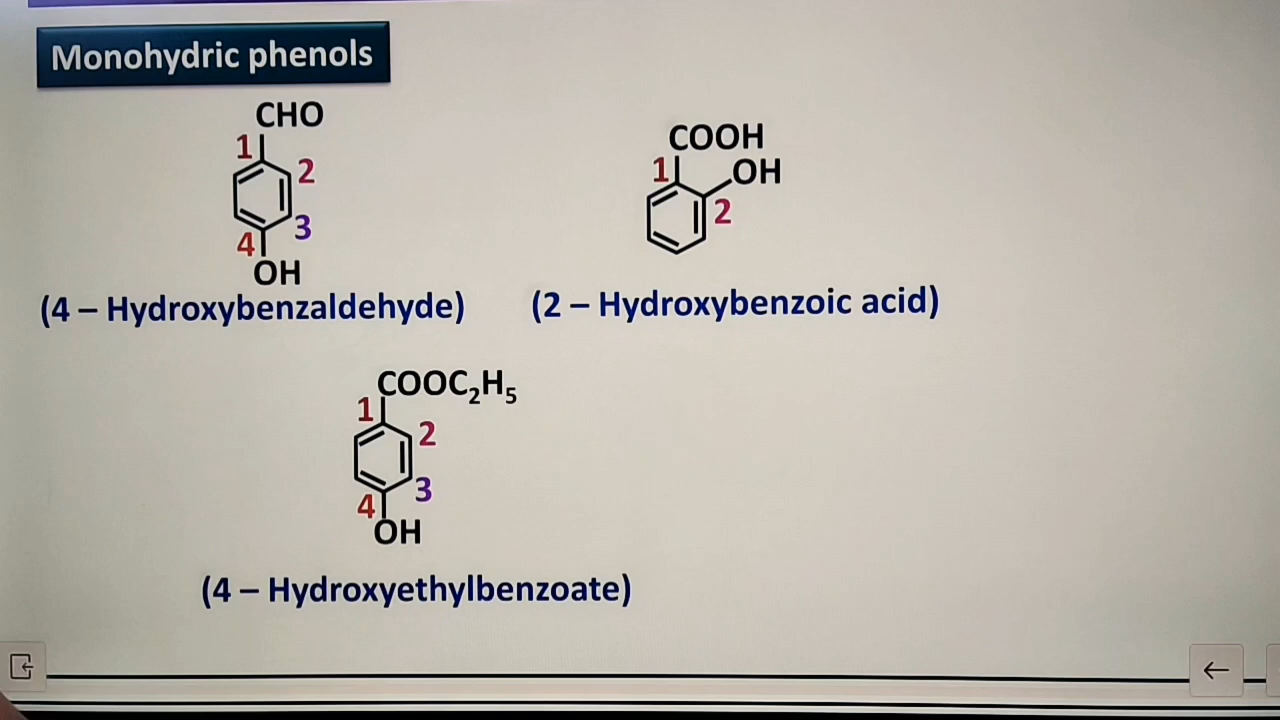 Monohydric phenols
CHO
1
2
3
4
OH
(4 – Hydroxybenzaldehyde)
COOH
1
OH
2
(2 – Hydroxybenzoic acid)
COOC₂H₅
1
2
3
4
OH
(4 – Hydroxyethylbenzoate)